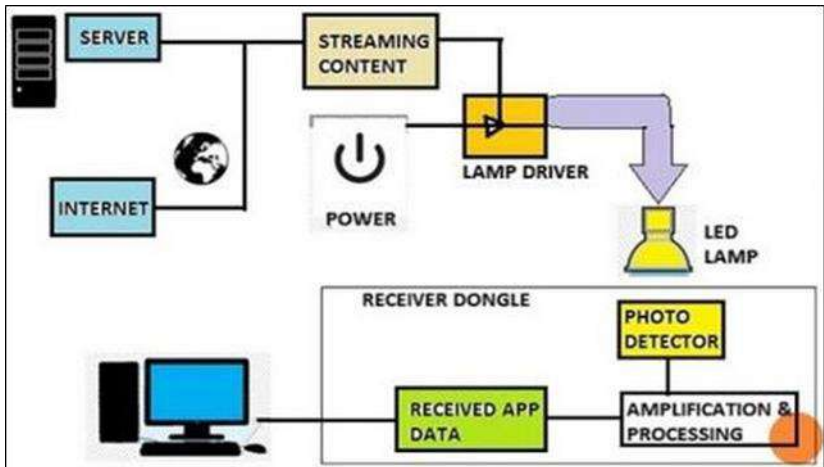 SERVER
STREAMING
CONTENT
LAMP DRIVER
INTERNET
POWER
LED
LAMP
RECEIVER DONGLE
PHOTO
DETECTOR
RECEIVED APP
DATA
AMPLIFICATION &
PROCESSING